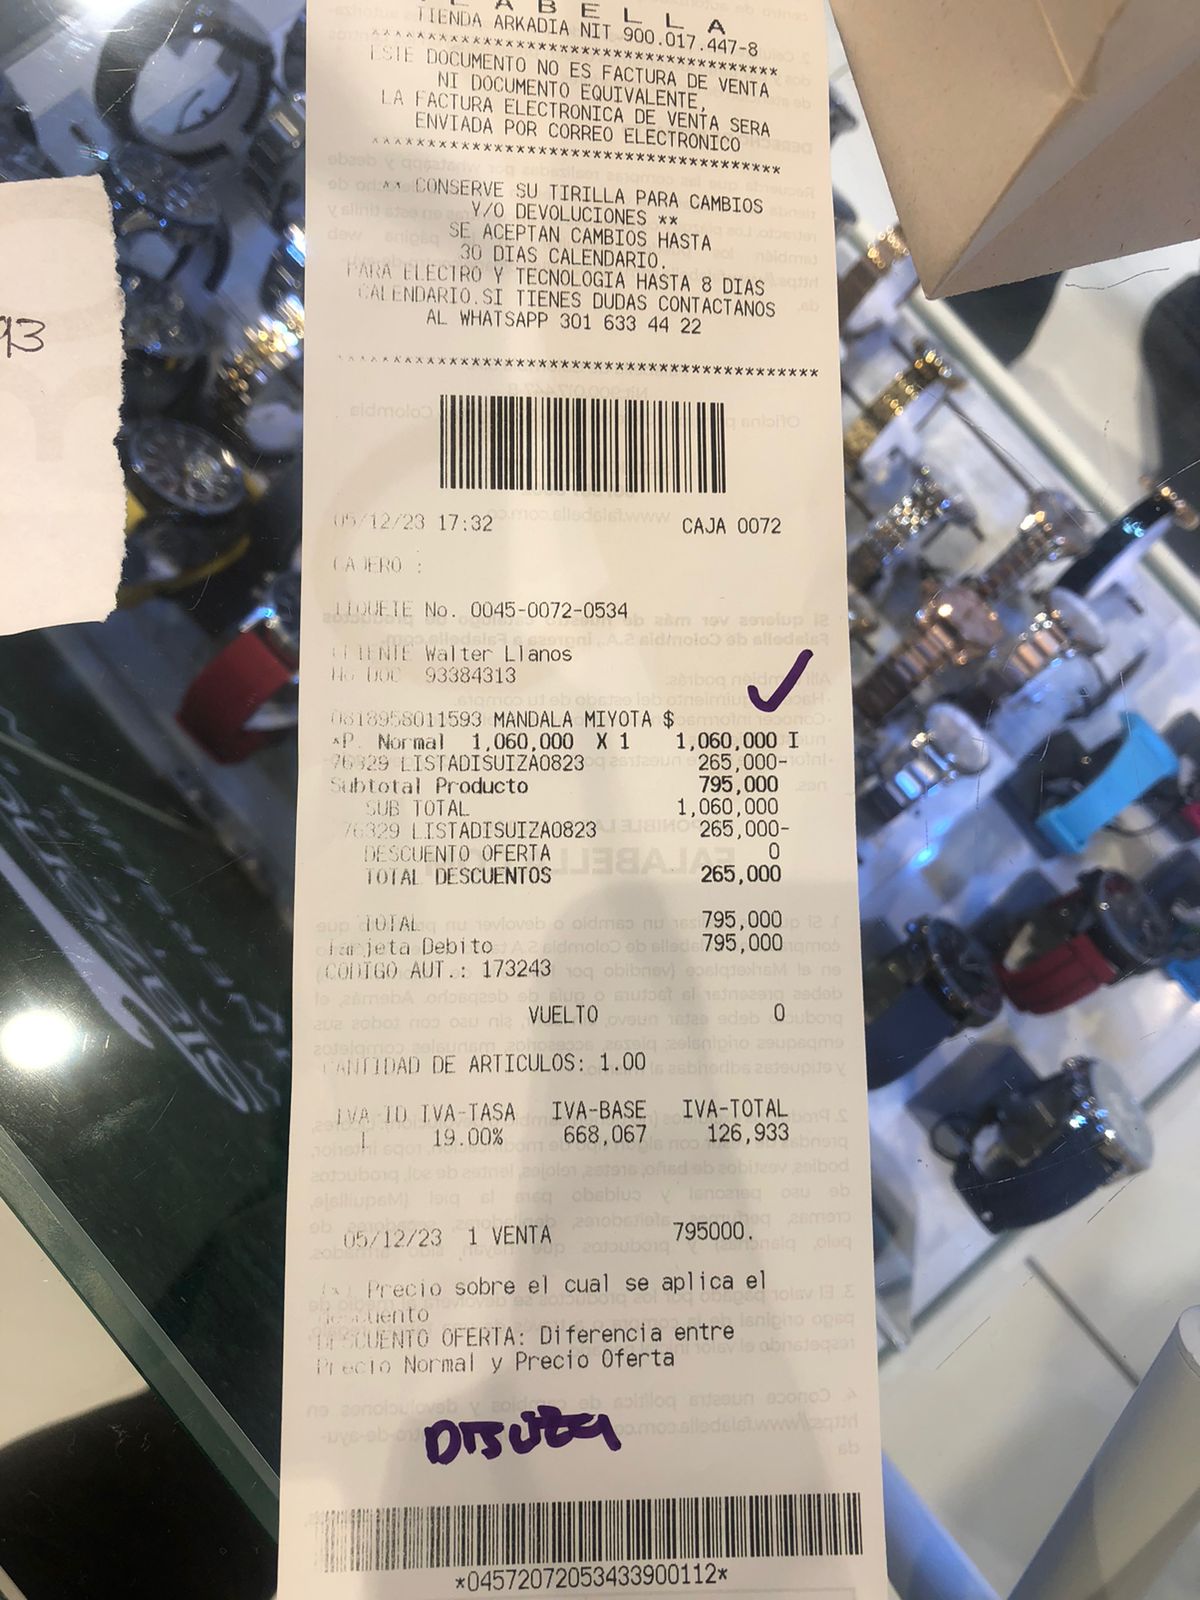 FALABELLA
TIENDA ARKADIA NIT 900.017.447-8
****************************************
ESTE DOCUMENTO NO ES FACTURA DE VENTA
NI DOCUMENTO EQUIVALENTE,
LA FACTURA ELECTRONICA DE VENTA SERA
ENVIADA POR CORREO ELECTRONICO
****************************************
** CONSERVE SU TIRILLA PARA CAMBIOS
Y/O DEVOLUCIONES **
SE ACEPTAN CAMBIOS HASTA
30 DIAS CALENDARIO.
PARA ELECTRO Y TECNOLOGIA HASTA 8 DIAS
CALENDARIO.SI TIENES DUDAS CONTACTANOS
AL WHATSAPP 301 633 44 22
****************************************
93
05/12/23 17:32 CAJA 0072
CAJERO :
TIQUETE No. 0045-0072-0534
CLIENTE Walter Llanos
No DOC 93384313
0618958011593 MANDALA MIYOTA $
*P. Normal 1,060,000 X 1 1,060,000 I
76329 LISTADISUIZA0823 265,000-
Subtotal Producto 795,000
SUB TOTAL 1,060,000
76329 LISTADISUIZA0823 265,000-
DESCUENTO OFERTA 0
TOTAL DESCUENTOS 265,000
TOTAL 795,000
Tarjeta Debito 795,000
CODIGO AUT.: 173243
VUELTO 0
CANTIDAD DE ARTICULOS: 1.00
IVA-ID IVA-TASA IVA-BASE IVA-TOTAL
I 19.00% 668,067 126,933
05/12/23 1 VENTA 795000.
(*) Precio sobre el cual se aplica el
descuento
DESCUENTO OFERTA: Diferencia entre
Precio Normal y Precio Oferta
*04572072053433900112*